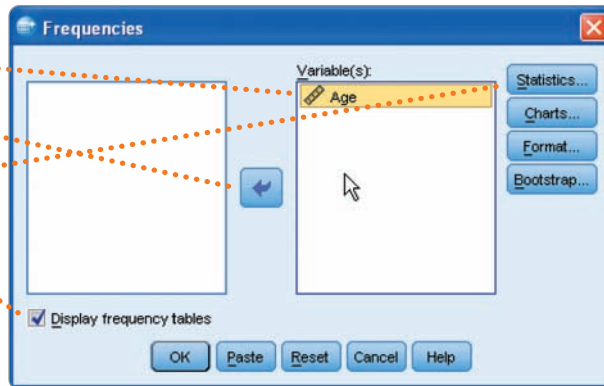 Frequencies
Variable(s):
Age
Statistics...
Charts...
Format...
Bootstrap...
Display frequency tables
OK Paste Reset Cancel Help